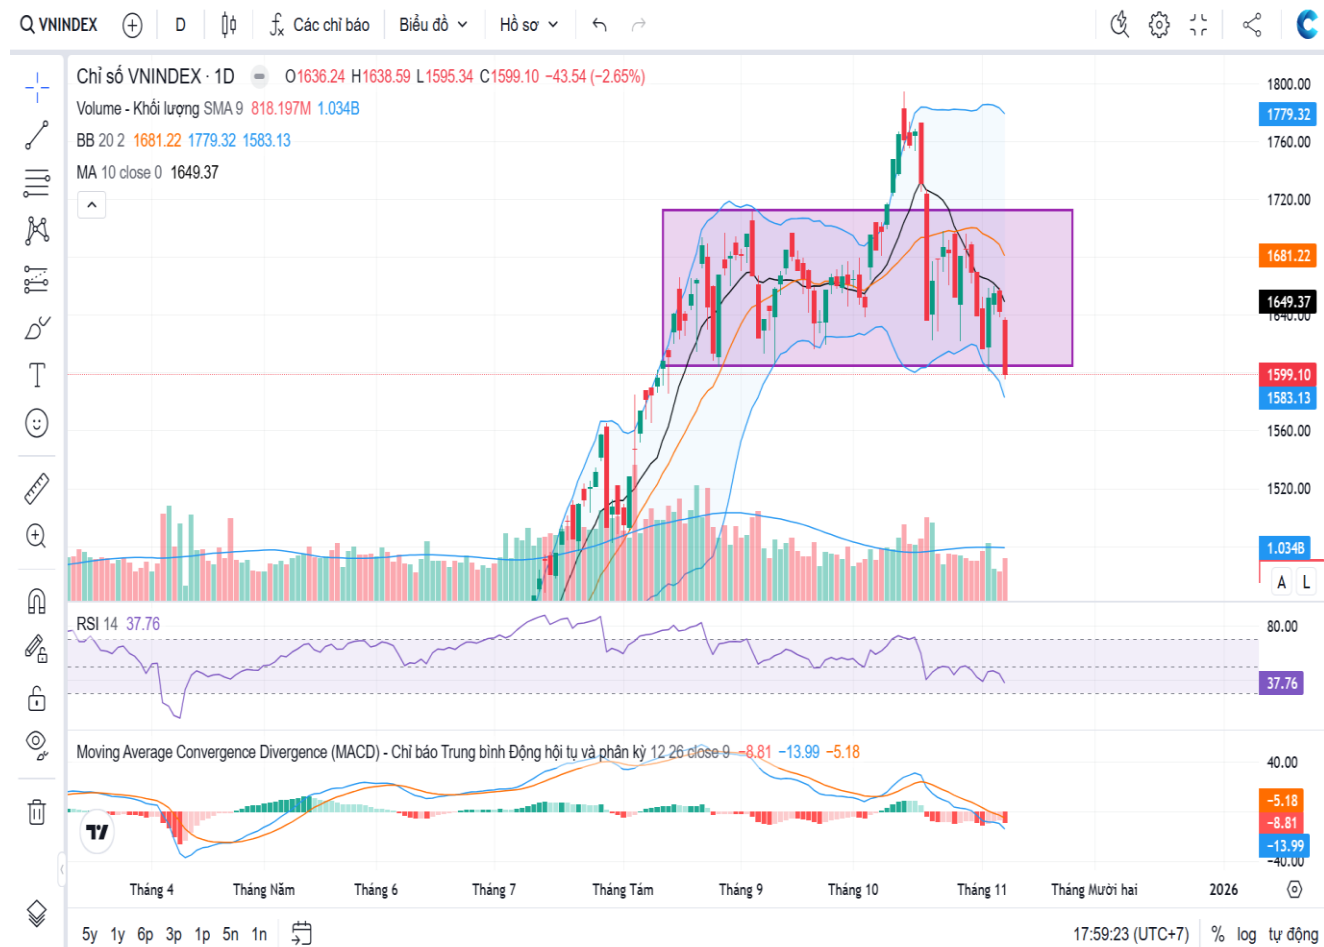 VNINDEX D Các chỉ báo Biểu đồ Hồ sơ
Chỉ số VNINDEX · 1D O1636.24 H1638.59 L1595.34 C1599.10 −43.54 (−2.65%)
Volume - Khối lượng SMA 9 818.197M 1.034B
BB 20 2 1681.22 1779.32 1583.13
MA 10 close 0 1649.37
1800.00
1779.32
1760.00
1720.00
1681.22
1649.37
1640.00
1599.10
1583.13
1560.00
1520.00
1.034B
A L
RSI 14 37.76
80.00
37.76
Moving Average Convergence Divergence (MACD) - Chỉ báo Trung bình Động hội tụ và phân kỳ 12 26 close 9 −8.81 −13.99 −5.18
40.00
−5.18
−8.81
−13.99
−40.00
Tháng 4 Tháng Năm Tháng 6 Tháng 7 Tháng Tám Tháng 9 Tháng 10 Tháng 11 Tháng Mười hai 2026
5y 1y 6p 3p 1p 5n 1n 17:59:23 (UTC+7) % log tự động